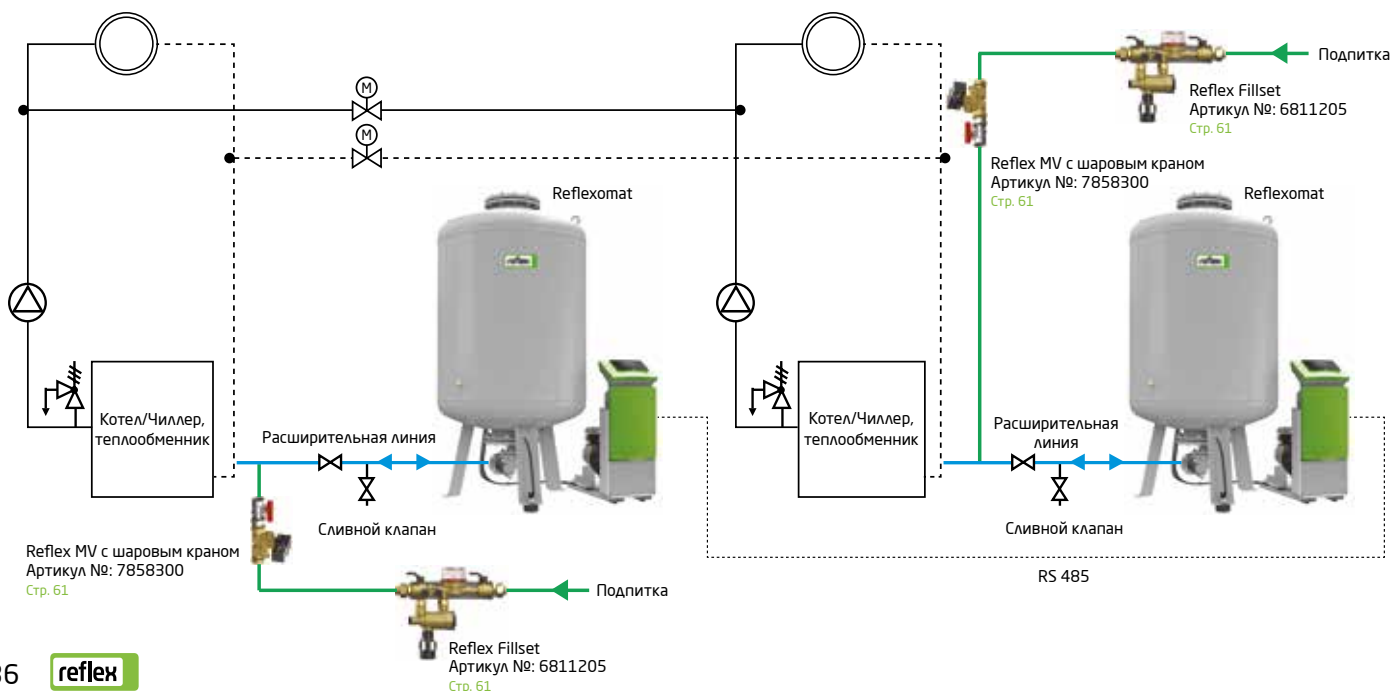 Подпитка
Reflex Fillset
Артикул №: 6811205
Стр. 61
M
M
Reflex MV с шаровым краном
Артикул №: 7858300
Стр. 61
Reflexomat
Reflexomat
reflex
reflex
Котел/Чиллер,
теплообменник
Расширительная линия
Сливной клапан
Котел/Чиллер,
теплообменник
Расширительная
линия
Сливной клапан
Reflex MV с шаровым краном
Артикул №: 7858300
Стр. 61
RS 485
Подпитка
Reflex Fillset
Артикул №: 6811205
Стр. 61
reflex